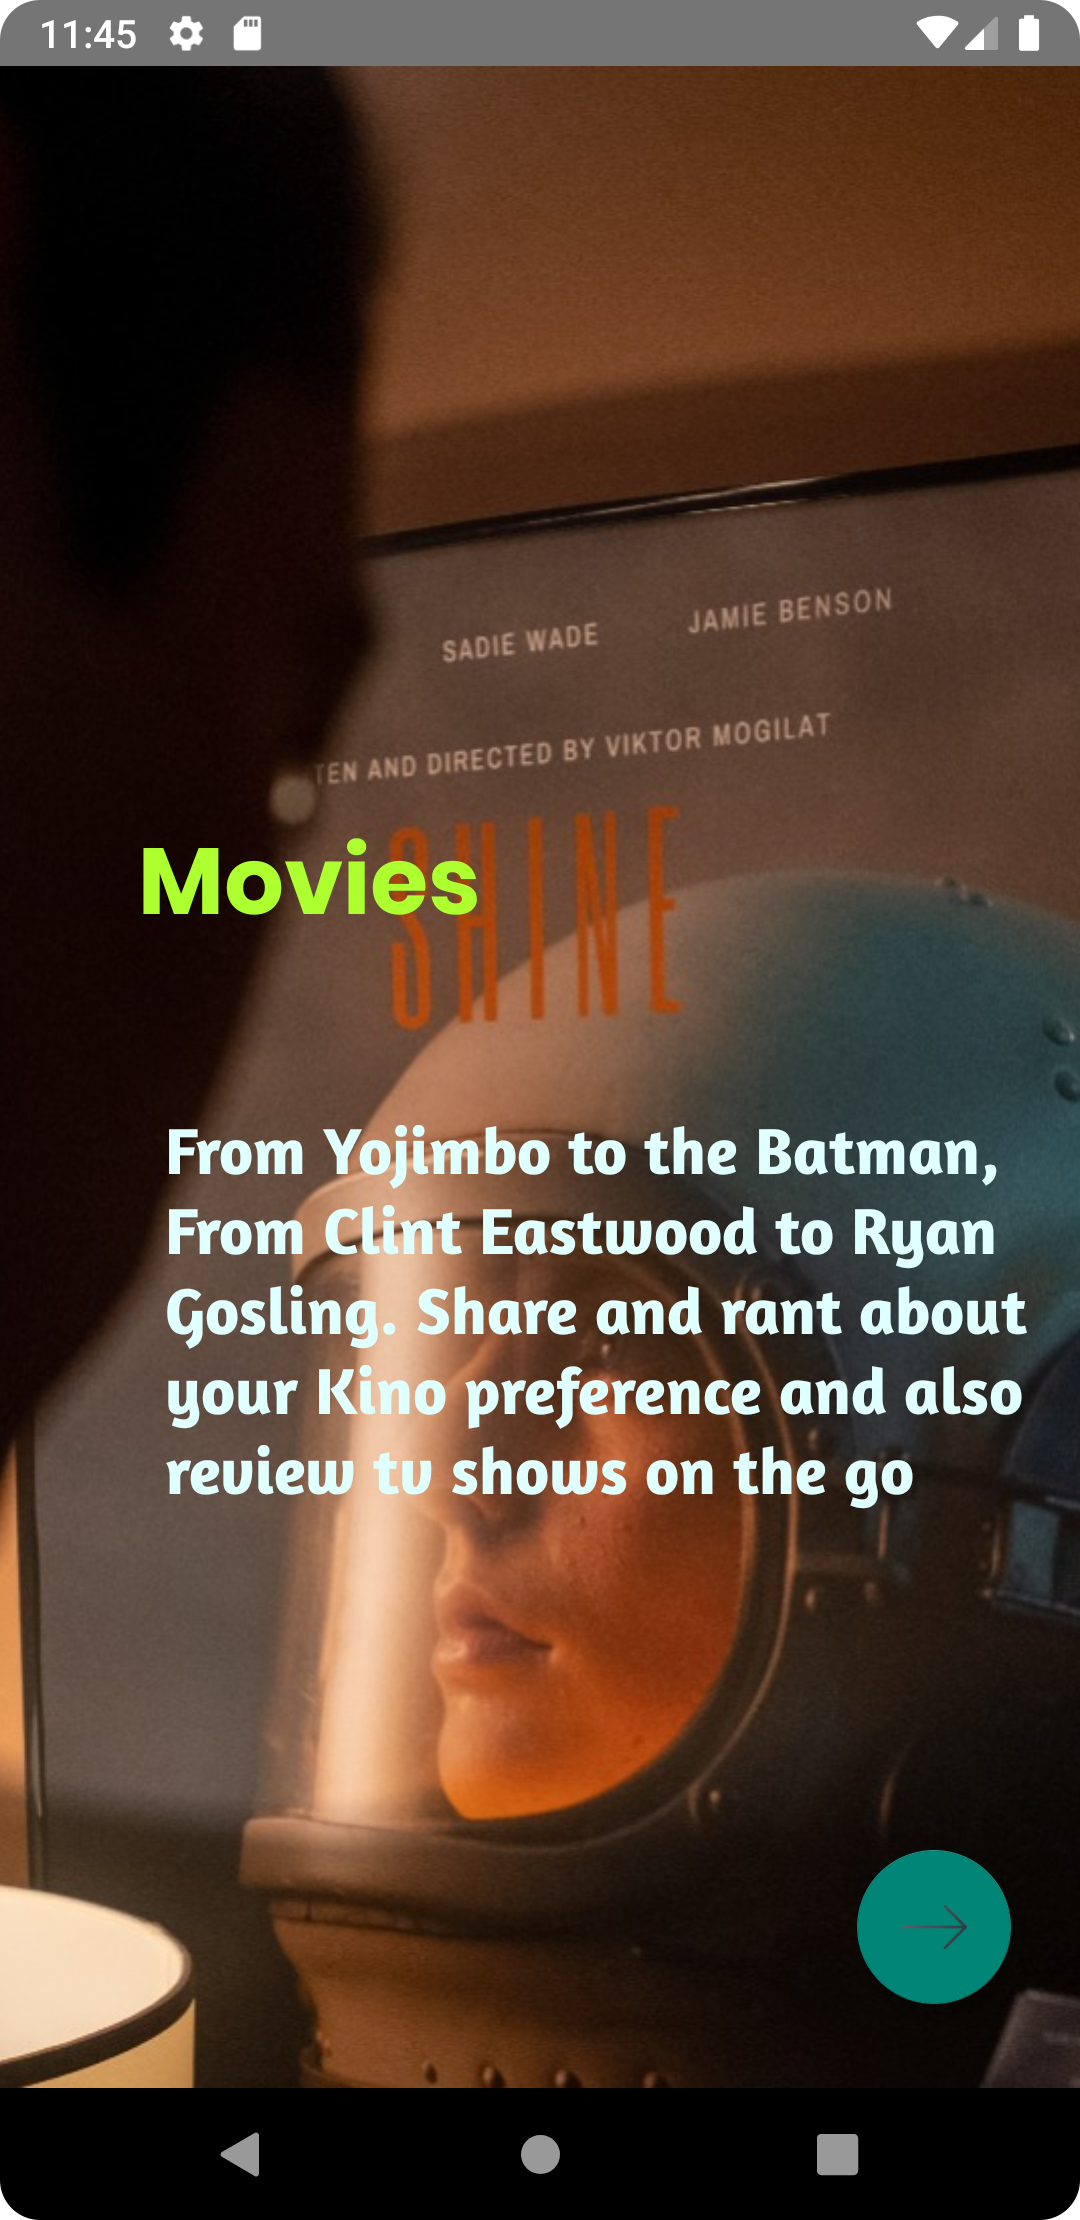 11:45
SADIE WADE JAMIE BENSON
TEN AND DIRECTED BY VIKTOR MOGILAT
SHINE
Movies
From Yojimbo to the Batman,
From Clint Eastwood to Ryan
Gosling. Share and rant about
your Kino preference and also
review tv shows on the go